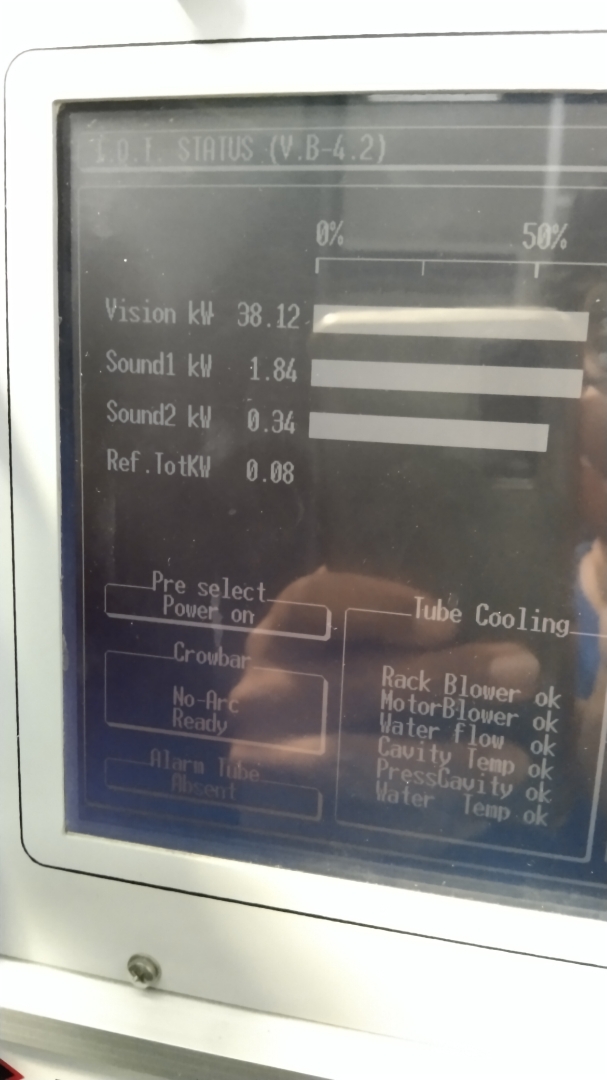 I.O.T. STATUS (V.B-4.2)
0% 50%
Vision kW 38.12
Sound1 kW 1.84
Sound2 kW 0.34
Ref.TotKW 0.08
Pre select
Power on
Crowbar
No-Arc
Ready
Alarm Tube
Absent
Tube Cooling
Rack Blower ok
MotorBlower ok
Water flow ok
Cavity Temp ok
PressCavity ok
Water Temp ok